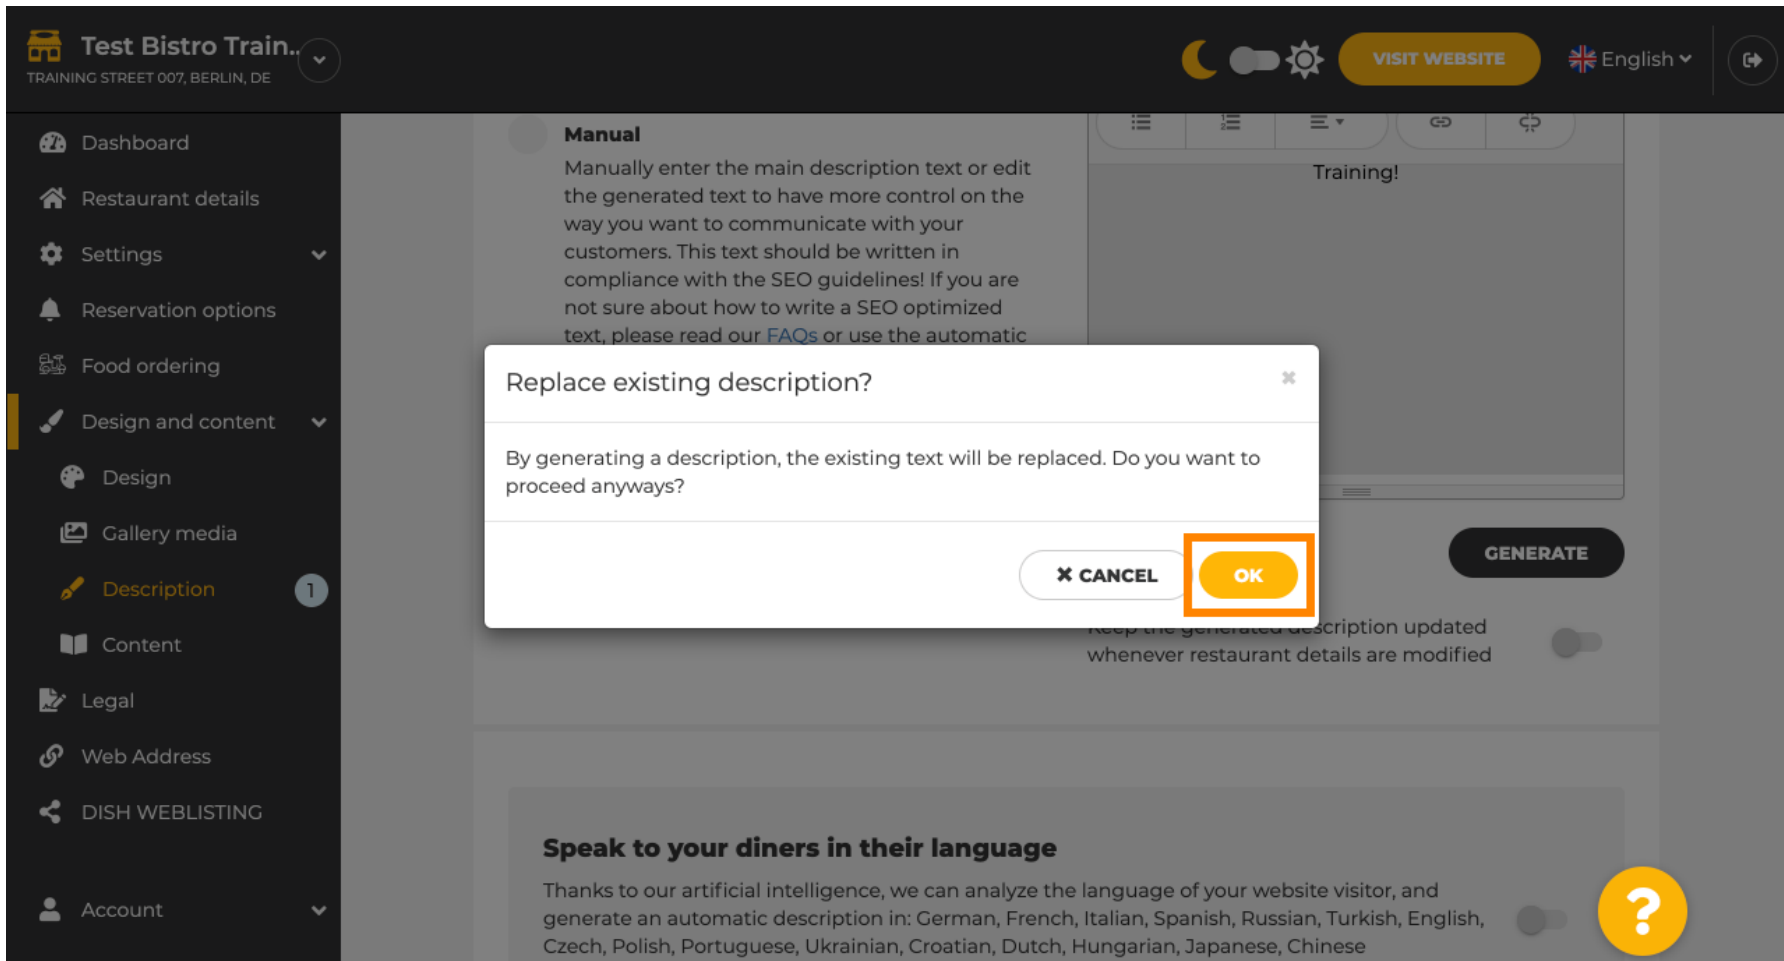 Test Bistro Train..
TRAINING STREET 007, BERLIN, DE
VISIT WEBSITE
English
Dashboard
Restaurant details
Settings
Reservation options
Food ordering
Design and content
Design
Gallery media
Description
1
Content
Legal
Web Address
DISH WEBLISTING
Account
Manual
Manually enter the main description text or edit
the generated text to have more control on the
way you want to communicate with your
customers. This text should be written in
compliance with the SEO guidelines! If you are
not sure about how to write a SEO optimized
text, please read our FAQs or use the automatic
Training!
Replace existing description?
By generating a description, the existing text will be replaced. Do you want to
proceed anyways?
CANCEL
OK
GENERATE
Keep the generated description updated
whenever restaurant details are modified
Speak to your diners in their language
Thanks to our artificial intelligence, we can analyze the language of your website visitor, and
generate an automatic description in: German, French, Italian, Spanish, Russian, Turkish, English,
Czech, Polish, Portuguese, Ukrainian, Croatian, Dutch, Hungarian, Japanese, Chinese
?